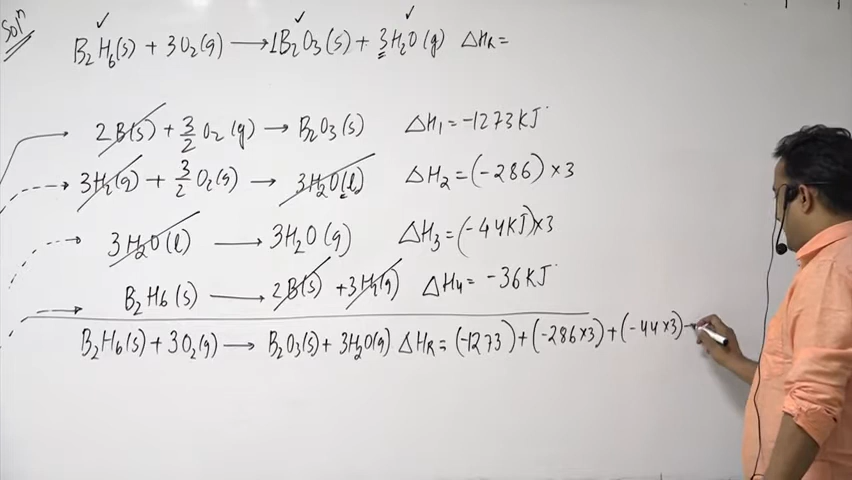 Solⁿ
B₂H₆(s) + 3O₂(g) ⟶ 1B₂O₃(s) + 3H₂O(g) ΔHR =
2B(s) + 3/2 O₂(g) → B₂O₃(s) ΔH₁ = -1273 KJ
3H₂(g) + 3/2 O₂(g) → 3H₂O(l) ΔH₂ = (-286) × 3
3H₂O(l) ⟶ 3H₂O(g) ΔH₃ = (-44KJ) × 3
B₂H₆(s) ⟶ 2B(s) + 3H₂(g) ΔH₄ = -36 KJ
B₂H₆(s) + 3O₂(g) ⟶ B₂O₃(s) + 3H₂O(g) ΔHR = (-1273) + (-286×3) + (-44×3) +